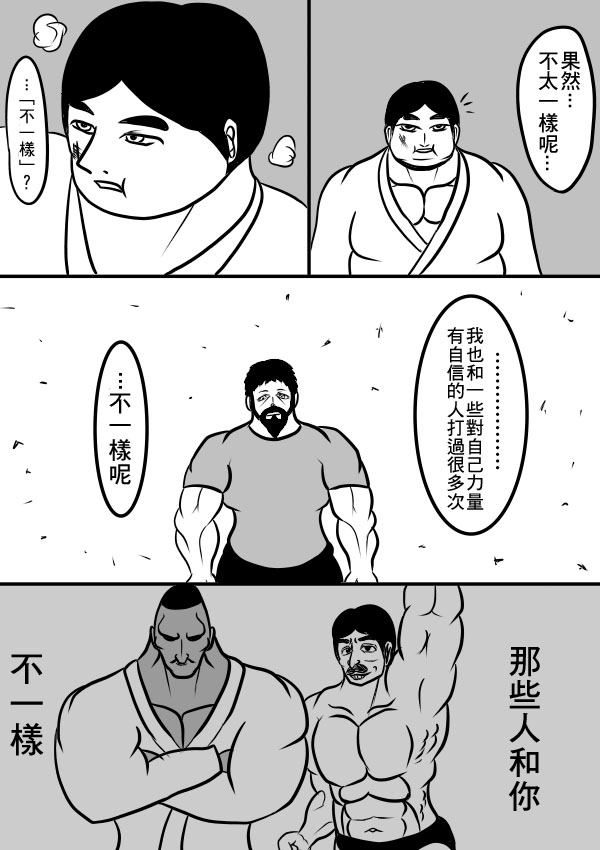 果然…
不太一樣呢…
…「不一樣」?
………………
我也和一些對自己力量
有自信的人打過很多次
…不一樣呢
那些人和你
不一樣